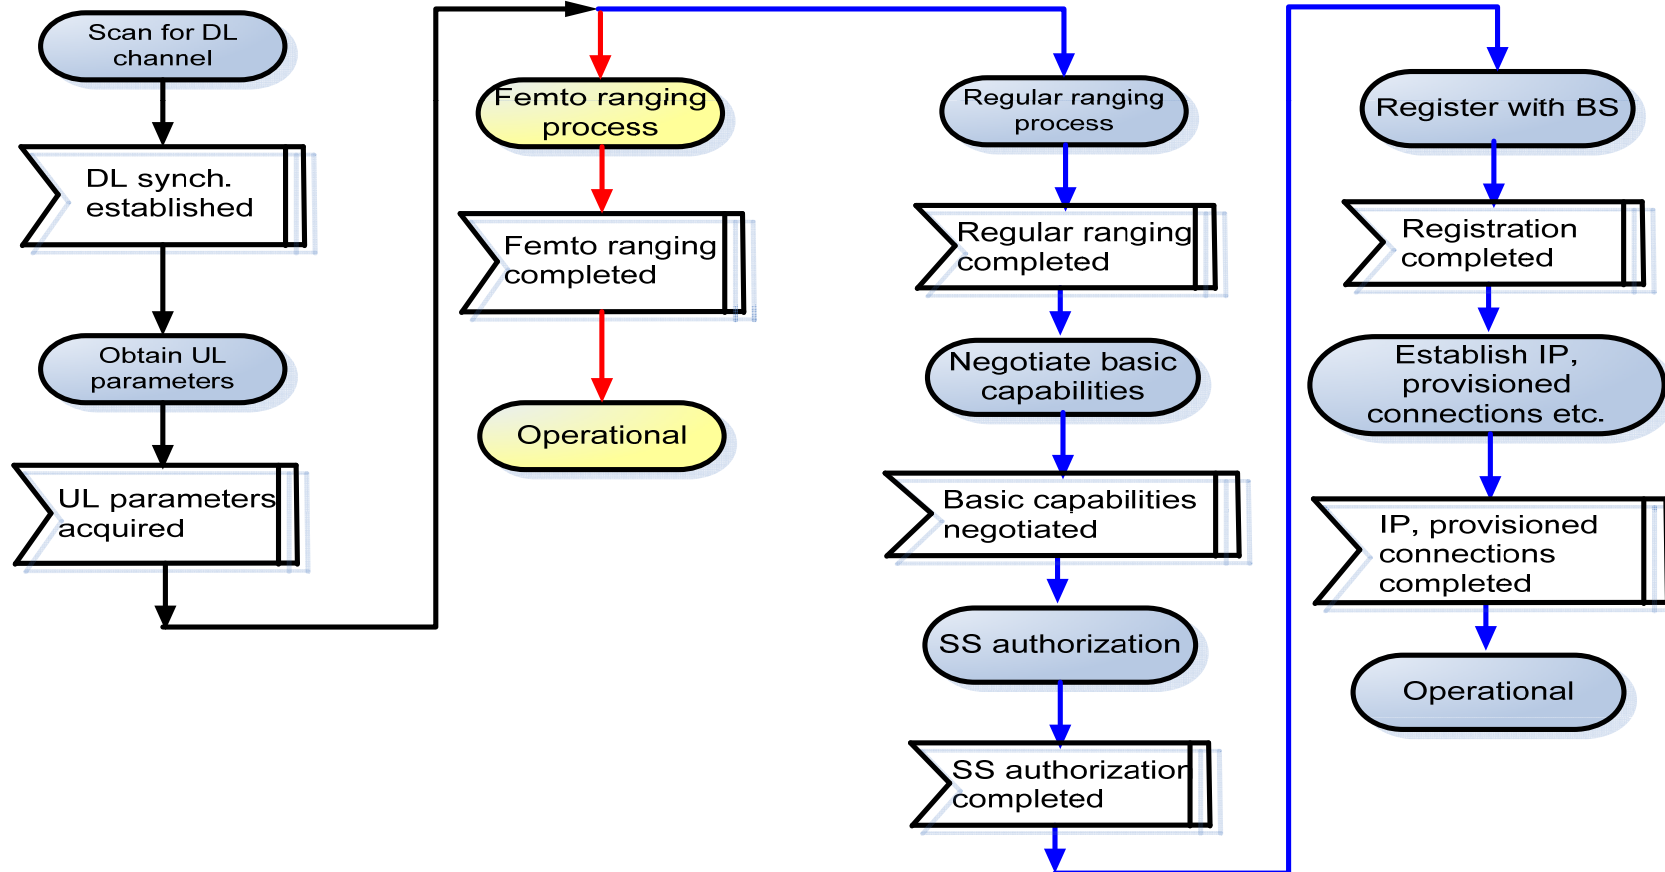 Scan for DL
channel
DL synch.
established
Obtain UL
parameters
UL parameters
acquired
Femto ranging
process
Femto ranging
completed
Operational
Regular ranging
process
Regular ranging
completed
Negotiate basic
capabilities
Basic capabilities
negotiated
SS authorization
SS authorization
completed
Register with BS
Registration
completed
Establish IP,
provisioned
connections etc.
IP, provisioned
connections
completed
Operational